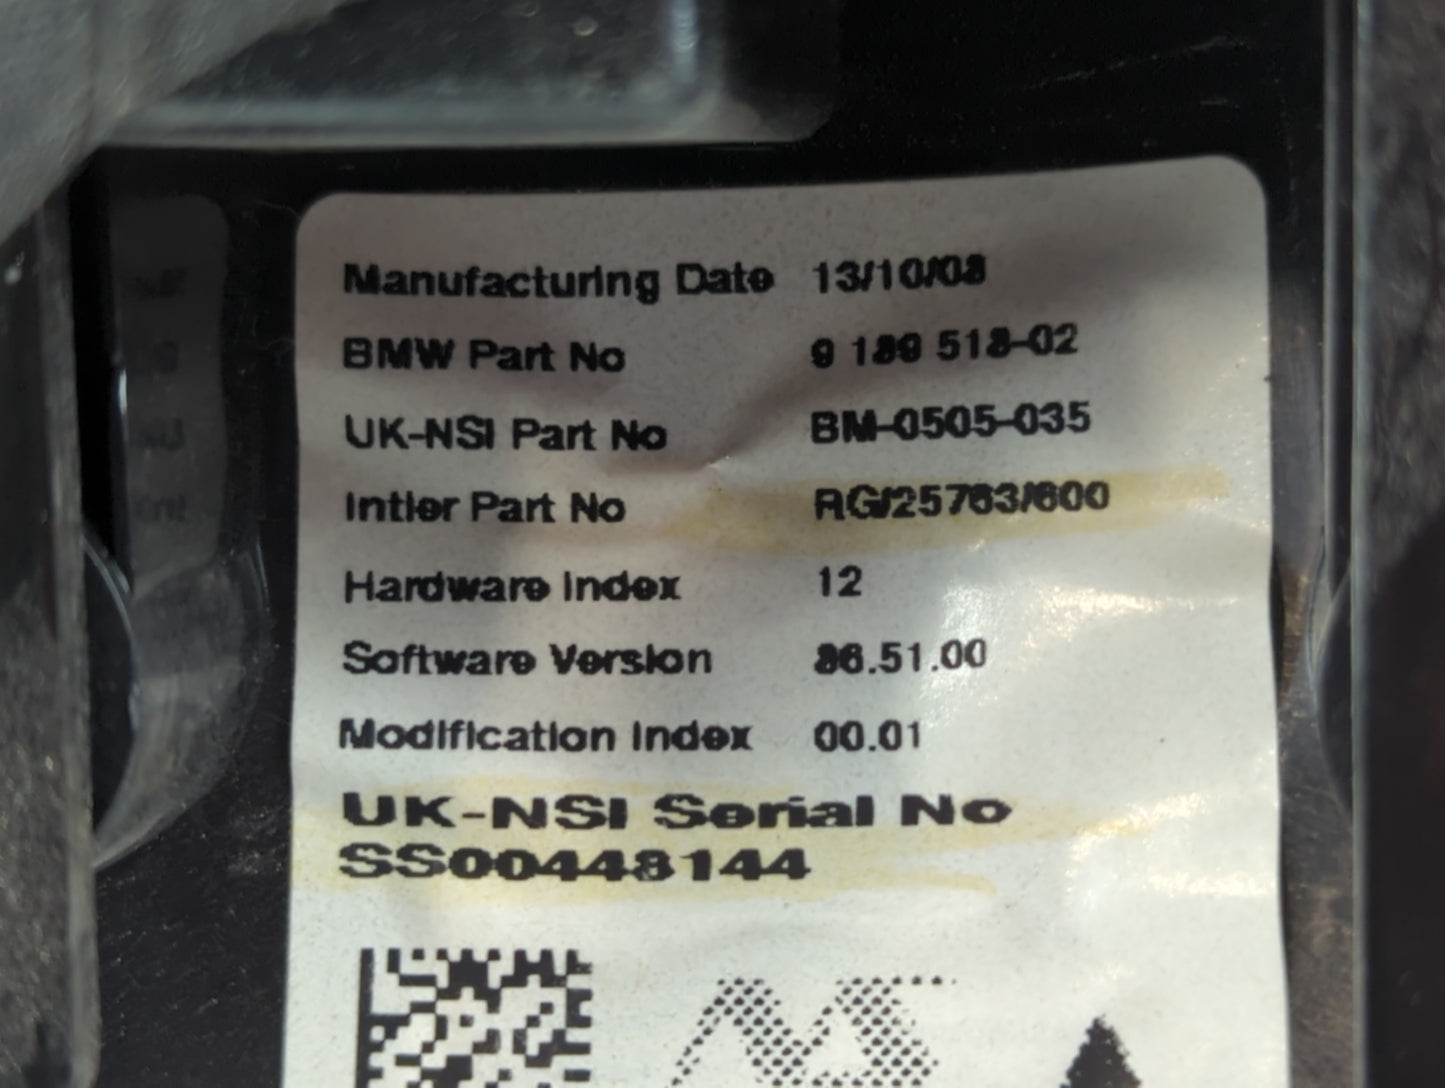 Manufacturing Date 13/10/08
BMW Part No 9 189 518-02
UK-NSI Part No BM-0505-035
Intier Part No RG/25763/600
Hardware Index 12
Software Version 86.51.00
Modification Index 00.01
UK-NSI Serial No
SS00448144